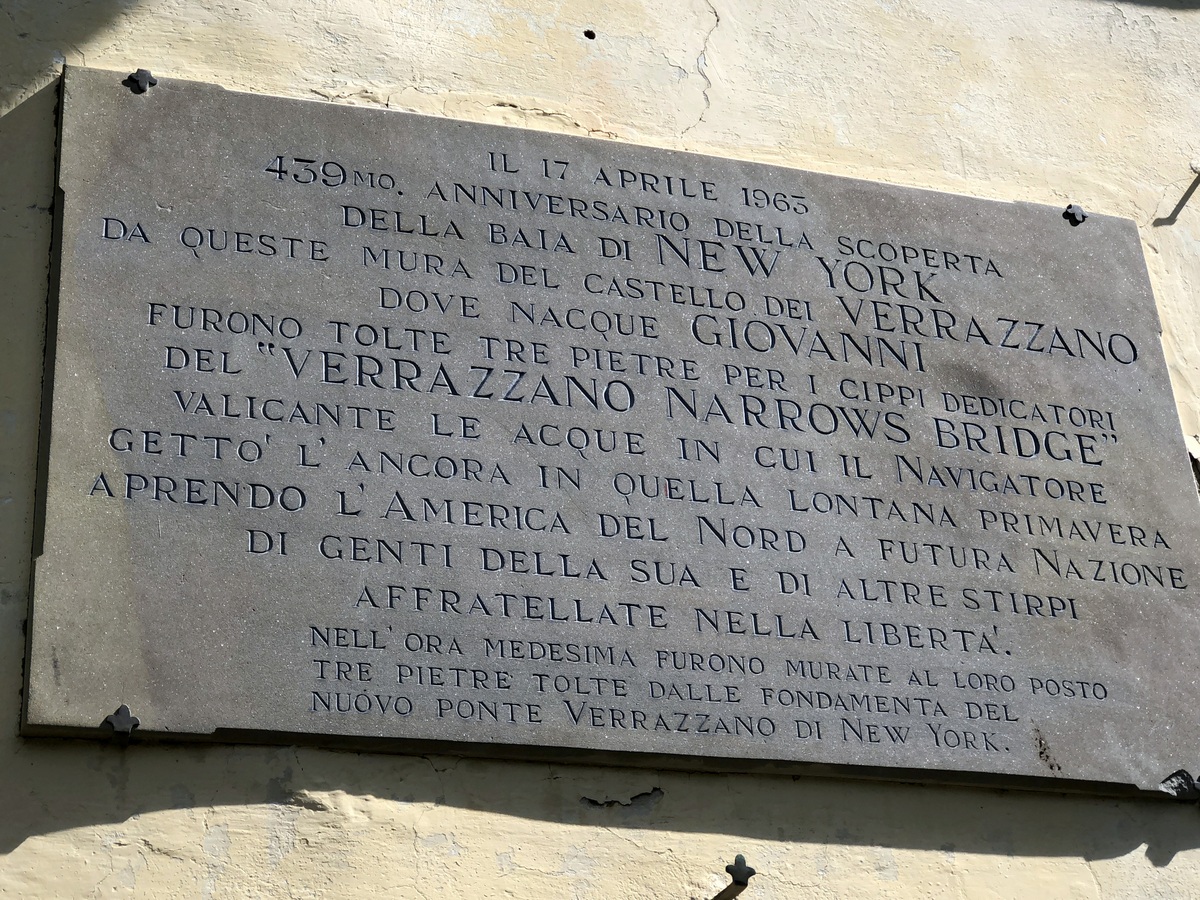 IL 17 APRILE 1963
439MO. ANNIVERSARIO DELLA SCOPERTA
DELLA BAIA DI NEW YORK
DA QUESTE MURA DEL CASTELLO DEI VERRAZZANO
DOVE NACQUE GIOVANNI
FURONO TOLTE TRE PIETRE PER I CIPPI DEDICATORI
DEL "VERRAZZANO NARROWS BRIDGE"
VALICANTE LE ACQUE IN CUI IL NAVIGATORE
GETTO' L'ANCORA IN QUELLA LONTANA PRIMAVERA
APRENDO L'AMERICA DEL NORD A FUTURA NAZIONE
DI GENTI DELLA SUA E DI ALTRE STIRPI
AFFRATELLATE NELLA LIBERTA'.
NELL'ORA MEDESIMA FURONO MURATE AL LORO POSTO
TRE PIETRE TOLTE DALLE FONDAMENTA DEL
NUÓVO PONTE VERRAZZANO DI NEW YORK.